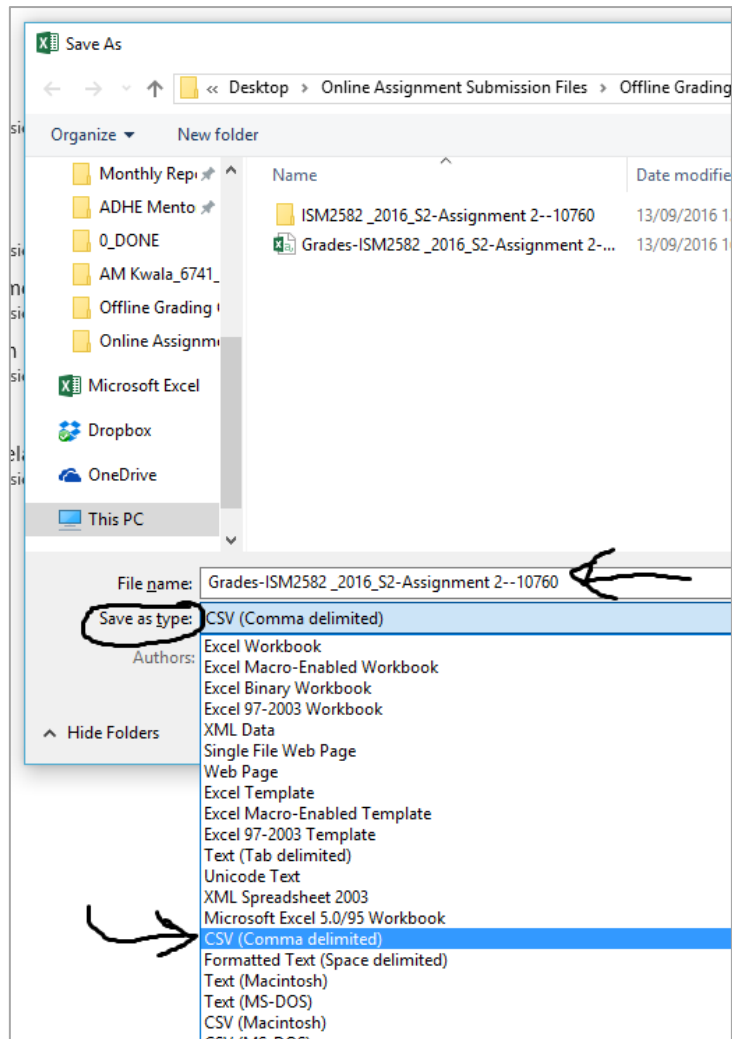 Save As
« Desktop › Online Assignment Submission Files › Offline Grading
Organize New folder
Name Date modifie
Monthly Rep
ADHE Mento
0_DONE
AM Kwala_6741_
Offline Grading
Online Assignm
Microsoft Excel
Dropbox
OneDrive
This PC
ISM2582 _2016_S2-Assignment 2--10760 13/09/2016 1
Grades-ISM2582 _2016_S2-Assignment 2-... 13/09/2016 1
File name: Grades-ISM2582 _2016_S2-Assignment 2--10760
Save as type: CSV (Comma delimited)
Authors:
Hide Folders
Excel Workbook
Excel Macro-Enabled Workbook
Excel Binary Workbook
Excel 97-2003 Workbook
XML Data
Single File Web Page
Web Page
Excel Template
Excel Macro-Enabled Template
Excel 97-2003 Template
Text (Tab delimited)
Unicode Text
XML Spreadsheet 2003
Microsoft Excel 5.0/95 Workbook
CSV (Comma delimited)
Formatted Text (Space delimited)
Text (Macintosh)
Text (MS-DOS)
CSV (Macintosh)
CSV (MS-DOS)